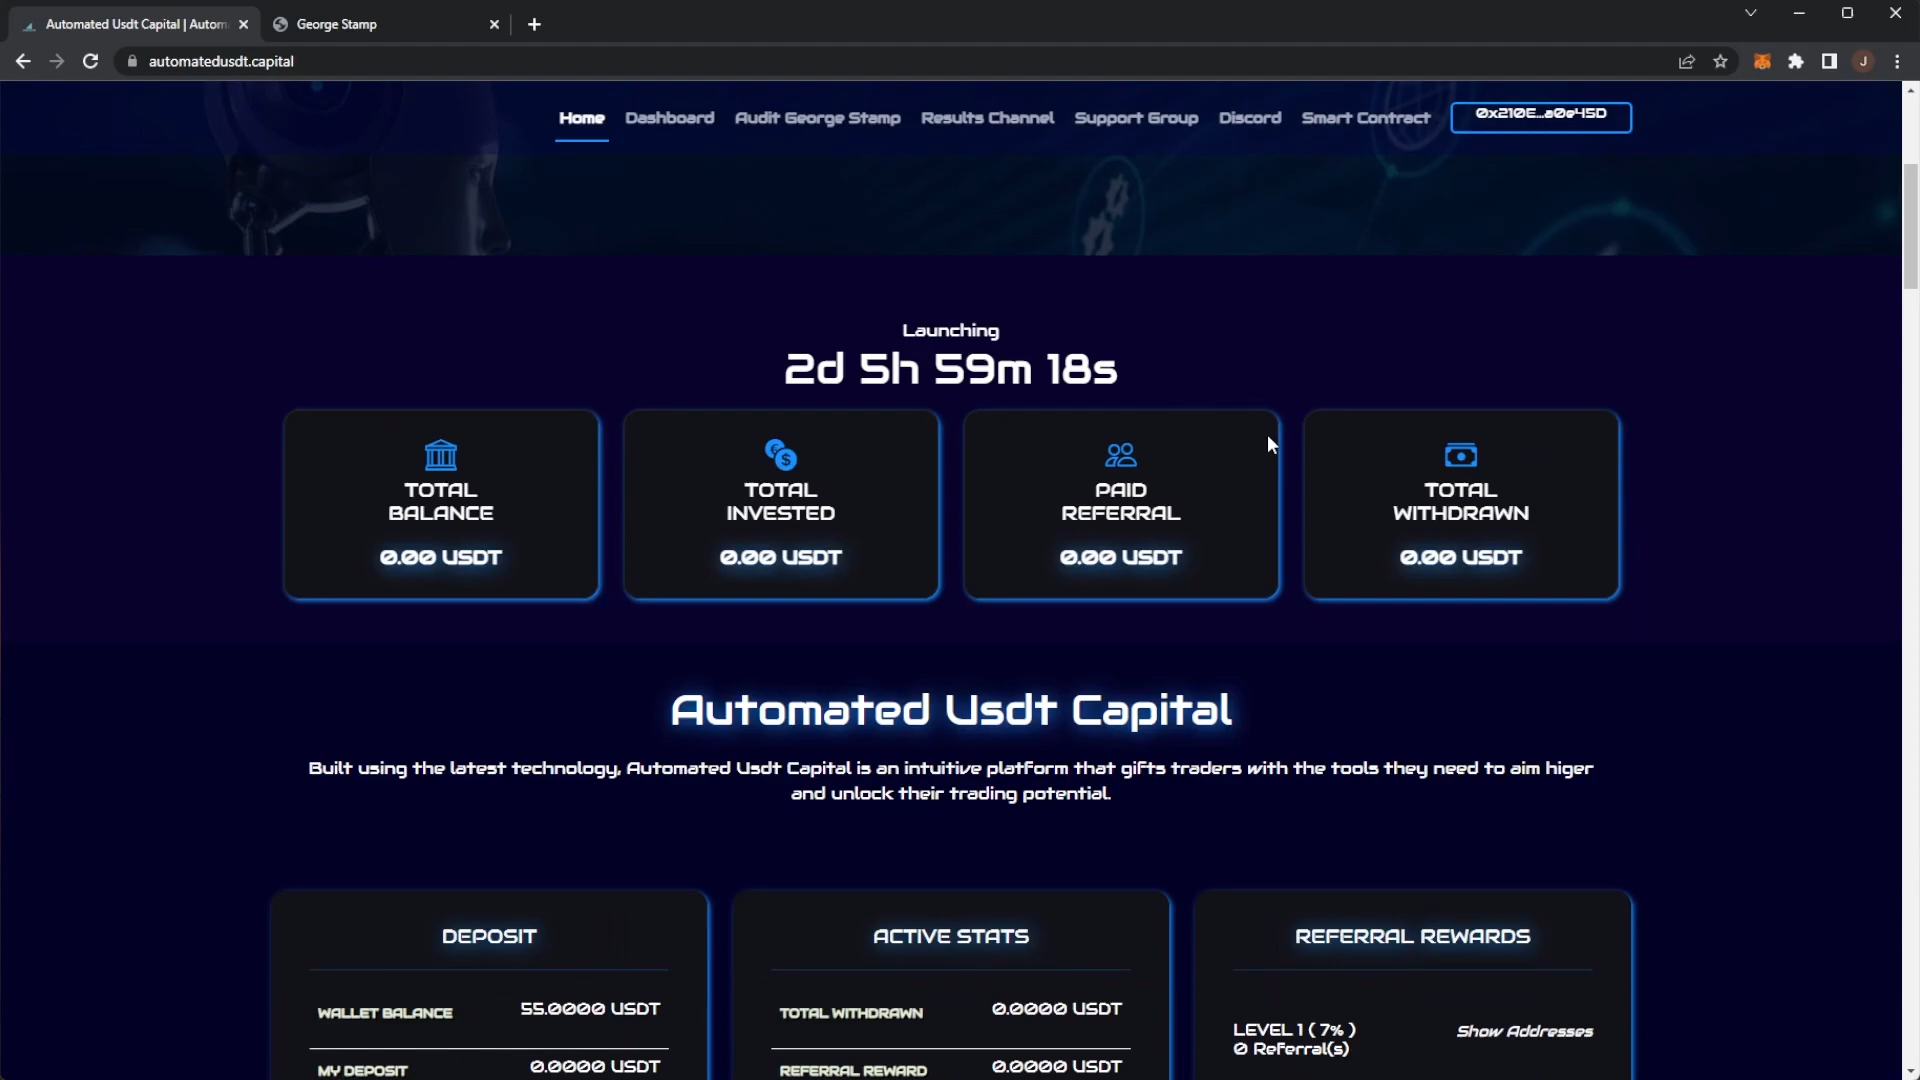 Automated Usdt Capital | Autom
George Stamp
automatedusdt.capital
J
Home
Dashboard
Audit George Stamp
Results Channel
Support Group
Discord
Smart Contract
0x210E...a0e45D
Launching
2d 5h 59m 18s
TOTAL
BALANCE
0.00 USDT
TOTAL
INVESTED
0.00 USDT
PAID
REFERRAL
0.00 USDT
TOTAL
WITHDRAWN
0.00 USDT
Automated Usdt Capital
Built using the latest technology, Automated Usdt Capital is an intuitive platform that gifts traders with the tools they need to aim higer
and unlock their trading potential.
DEPOSIT
WALLET BALANCE 55.0000 USDT
MY DEPOSIT 0.0000 USDT
ACTIVE STATS
TOTAL WITHDRAWN 0.0000 USDT
REFERRAL REWARD 0.0000 USDT
REFERRAL REWARDS
LEVEL 1 ( 7% )
0 Referral(s)
Show Addresses